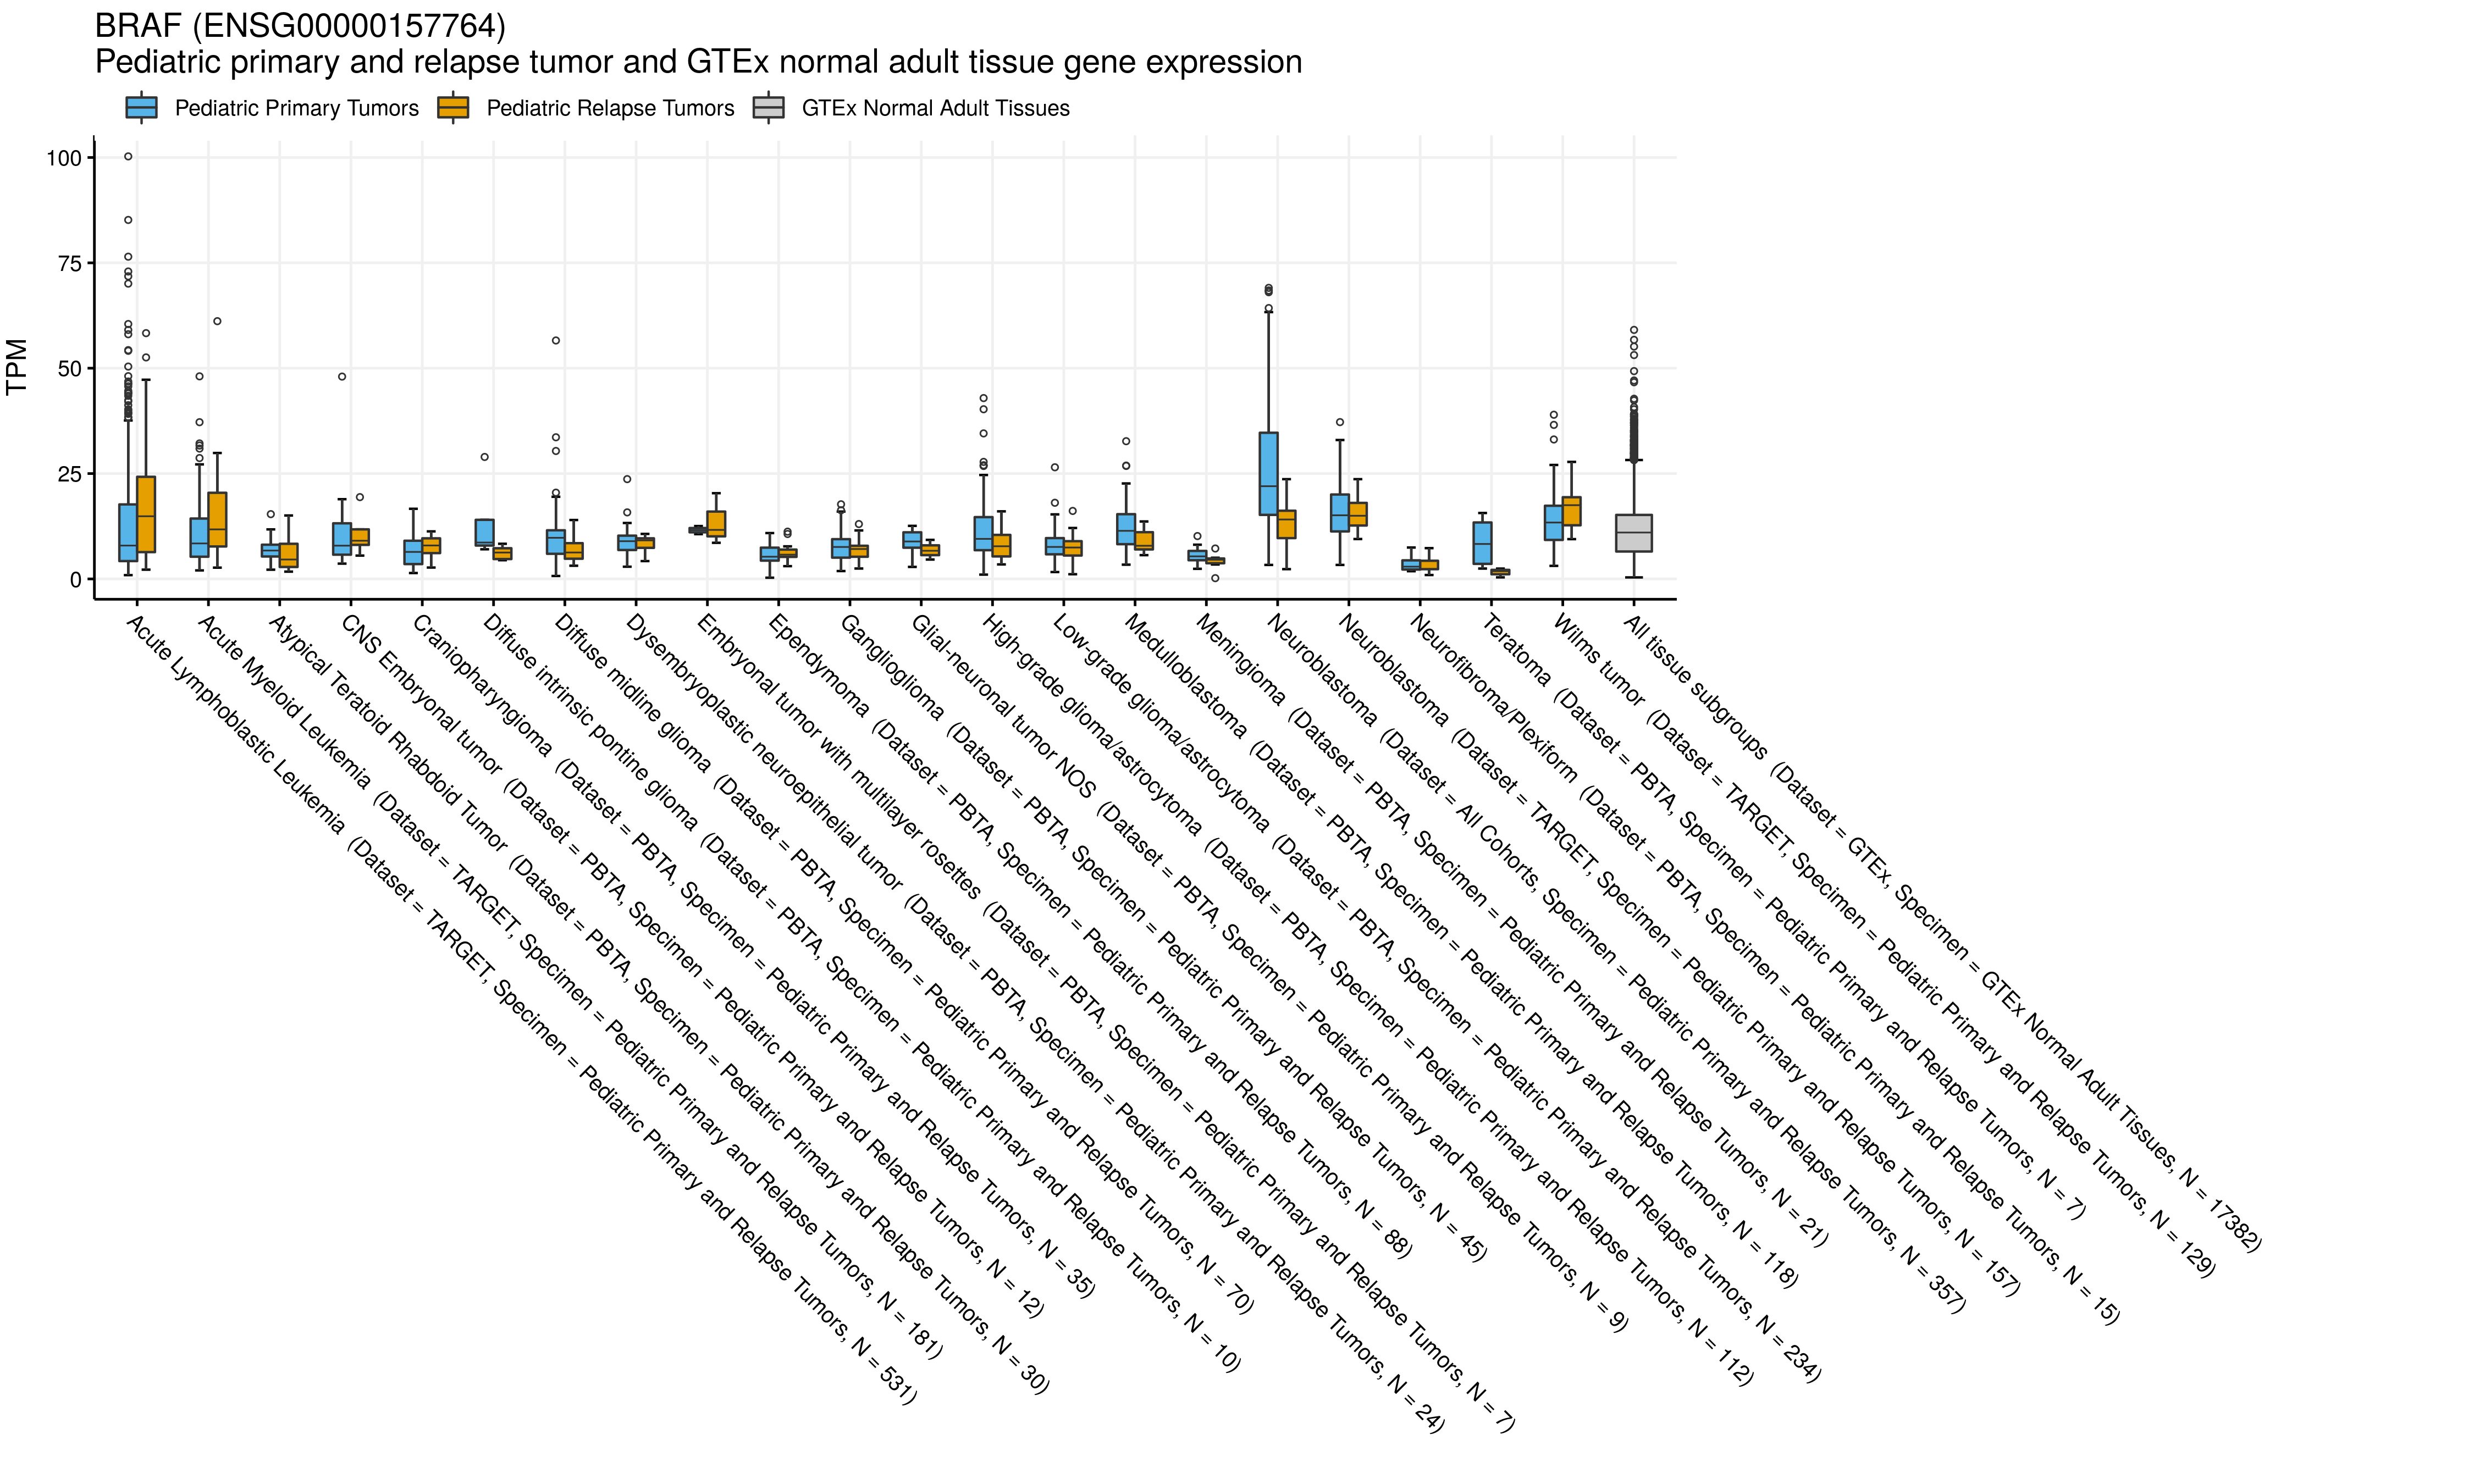 BRAF (ENSG00000157764)
Pediatric primary and relapse tumor and GTEx normal adult tissue gene expression
Pediatric Primary Tumors
Pediatric Relapse Tumors
GTEx Normal Adult Tissues
TPM
100
75
50
25
0
Acute Lymphoblastic Leukemia (Dataset = TARGET, Specimen = Pediatric Primary and Relapse Tumors, N = 531)
Acute Myeloid Leukemia (Dataset = TARGET, Specimen = Pediatric Primary and Relapse Tumors, N = 181)
Atypical Teratoid Rhabdoid Tumor (Dataset = PBTA, Specimen = Pediatric Primary and Relapse Tumors, N = 30)
CNS Embryonal tumor (Dataset = PBTA, Specimen = Pediatric Primary and Relapse Tumors, N = 12)
Craniopharyngioma (Dataset = PBTA, Specimen = Pediatric Primary and Relapse Tumors, N = 35)
Diffuse intrinsic pontine glioma (Dataset = PBTA, Specimen = Pediatric Primary and Relapse Tumors, N = 10)
Diffuse midline glioma (Dataset = PBTA, Specimen = Pediatric Primary and Relapse Tumors, N = 70)
Dysembryoplastic neuroepithelial tumor (Dataset = PBTA, Specimen = Pediatric Primary and Relapse Tumors, N = 24)
Embryonal tumor with multilayer rosettes (Dataset = PBTA, Specimen = Pediatric Primary and Relapse Tumors, N = 7)
Ependymoma (Dataset = PBTA, Specimen = Pediatric Primary and Relapse Tumors, N = 88)
Ganglioglioma (Dataset = PBTA, Specimen = Pediatric Primary and Relapse Tumors, N = 45)
Glial-neuronal tumor NOS (Dataset = PBTA, Specimen = Pediatric Primary and Relapse Tumors, N = 9)
High-grade glioma/astrocytoma (Dataset = PBTA, Specimen = Pediatric Primary and Relapse Tumors, N = 112)
Low-grade glioma/astrocytoma (Dataset = PBTA, Specimen = Pediatric Primary and Relapse Tumors, N = 234)
Medulloblastoma (Dataset = PBTA, Specimen = Pediatric Primary and Relapse Tumors, N = 118)
Meningioma (Dataset = PBTA, Specimen = Pediatric Primary and Relapse Tumors, N = 21)
Neuroblastoma (Dataset = All Cohorts, Specimen = Pediatric Primary and Relapse Tumors, N = 357)
Neuroblastoma (Dataset = TARGET, Specimen = Pediatric Primary and Relapse Tumors, N = 157)
Neurofibroma/Plexiform (Dataset = PBTA, Specimen = Pediatric Primary and Relapse Tumors, N = 15)
Teratoma (Dataset = PBTA, Specimen = Pediatric Primary and Relapse Tumors, N = 7)
Wilms tumor (Dataset = TARGET, Specimen = Pediatric Primary and Relapse Tumors, N = 129)
All tissue subgroups (Dataset = GTEx, Specimen = GTEx Normal Adult Tissues, N = 17382)